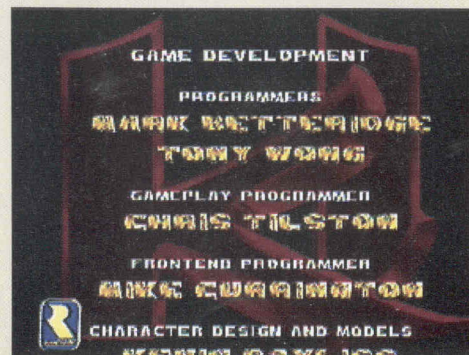 GAME DEVELOPMENT
PROGRAMMERS
MARK BETTERIDGE
TONY WONG
GAMEPLAY PROGRAMMER
CHRIS TILSTON
FRONTEND PROGRAMMER
MIKE CURRINGTON
CHARACTER DESIGN AND MODELS